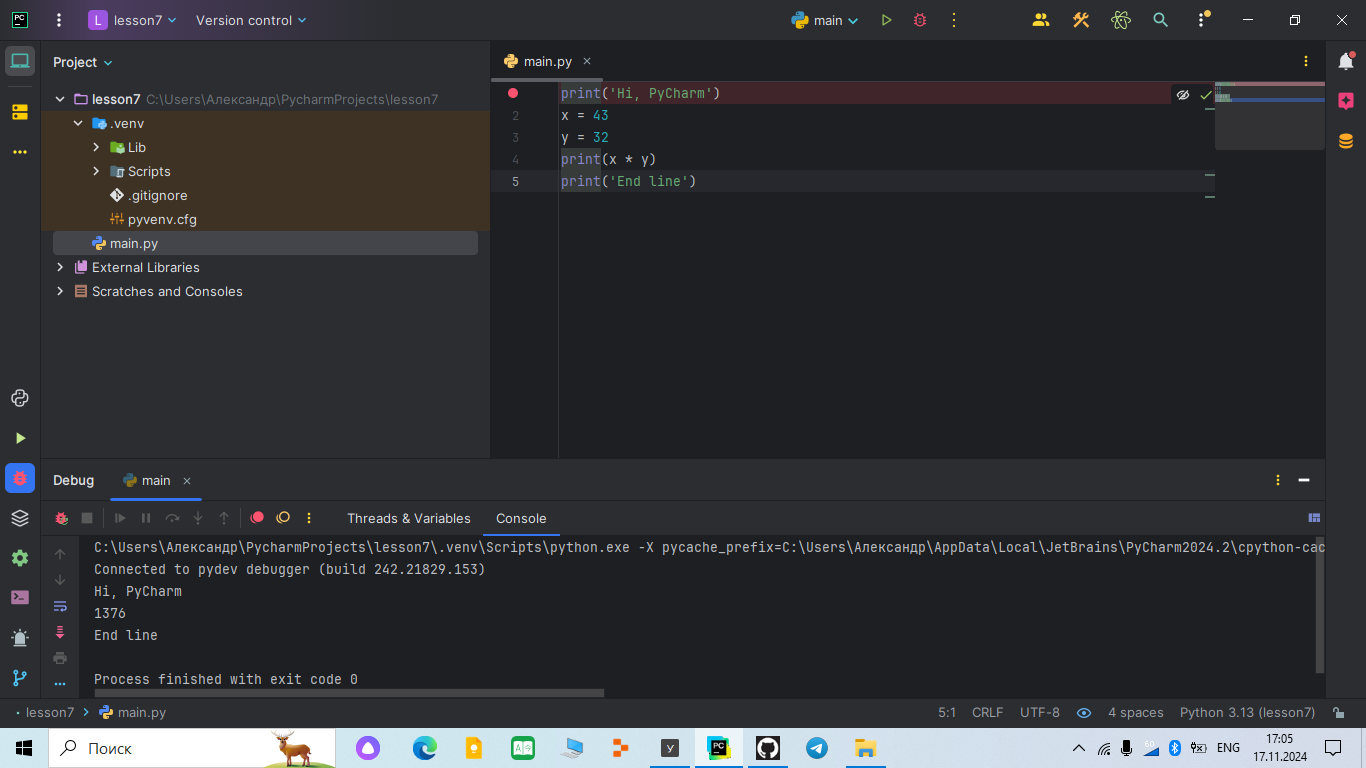 PC
L lesson7 Version control main
Project
main.py
lesson7 C:\Users\Александр\PycharmProjects\lesson7
.venv
Lib
Scripts
.gitignore
pyvenv.cfg
main.py
External Libraries
Scratches and Consoles
print('Hi, PyCharm')
2 x = 43
3 y = 32
4 print(x * y)
5 print('End line')
Debug main
Threads & Variables Console
C:\Users\Александр\PycharmProjects\lesson7\.venv\Scripts\python.exe -X pycache_prefix=C:\Users\Александр\AppData\Local\JetBrains\PyCharm2024.2\cpython-cac
Connected to pydev debugger (build 242.21829.153)
Hi, PyCharm
1376
End line
Process finished with exit code 0
lesson7 main.py 5:1 CRLF UTF-8 4 spaces Python 3.13 (lesson7)
Поиск
У
PC
ENG
17:05
17.11.2024